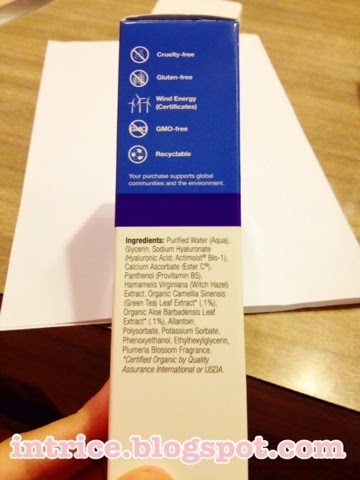 Cruelty-free
Gluten-free
Wind Energy
(Certificates)
GMO
GMO-free
Recyclable
Your purchase supports global
communities and the environment.
Ingredients: Purified Water (Aqua),
Glycerin, Sodium Hyaluronate
(Hyaluronic Acid; Actimoist® Bio-1),
Calcium Ascorbate (Ester C®),
Panthenol (Provitamin B5),
Hamamelis Virginiana (Witch Hazel)
Extract, Organic Camellia Sinensis
(Green Tea) Leaf Extract* (.1%),
Organic Aloe Barbadensis Leaf
Extract* (.1%), Allantoin,
Polysorbate, Potassium Sorbate,
Phenoxyethanol, Ethylhexylglycerin,
Plumeria Blossom Fragrance.
*Certified Organic by Quality
Assurance International or USDA.
intrice.blogspot.com